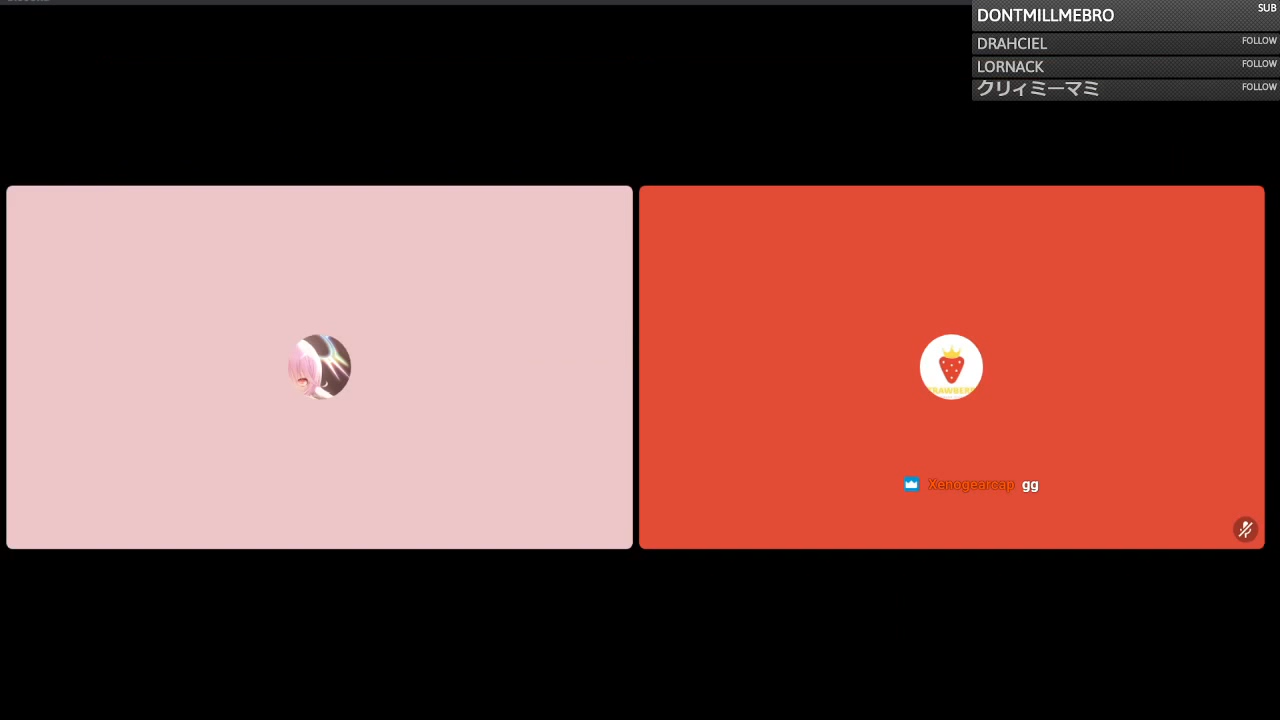 DONTMILLMEBRO SUB
DRAHCIEL FOLLOW
LORNACK FOLLOW
クリィミーマミ FOLLOW
Xenogearcap gg